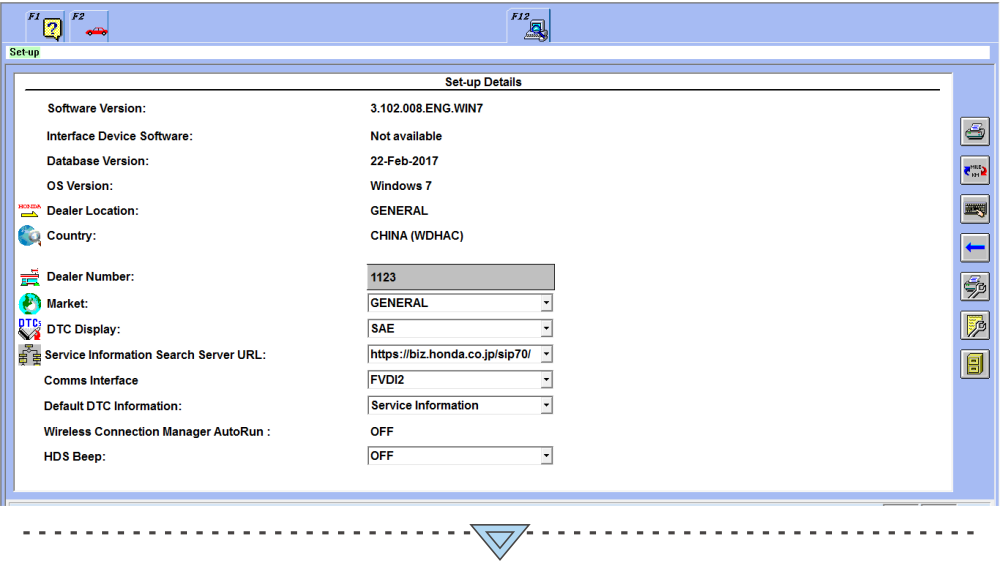 F1
F2
F12
Set-up
Set-up Details
Software Version: 3.102.008.ENG.WIN7
Interface Device Software: Not available
Database Version: 22-Feb-2017
OS Version: Windows 7
HONDA
Dealer Location: GENERAL
Country: CHINA (WDHAC)
Dealer Number: 1123
Market: GENERAL
DTCs
DTC Display: SAE
Service Information Search Server URL: https://biz.honda.co.jp/sip70/
Comms Interface FVDI2
Default DTC Information: Service Information
Wireless Connection Manager AutoRun : OFF
HDS Beep: OFF
MILE
KM